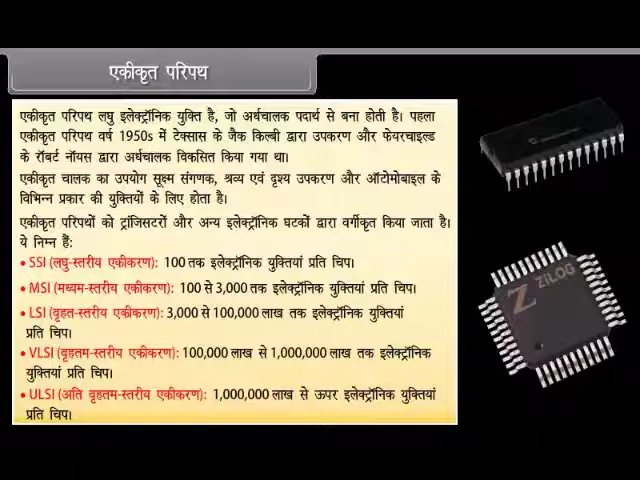 एकीकृत परिपथ
एकीकृत परिपथ लघु इलेक्ट्रॉनिक युक्ति है, जो अर्धचालक पदार्थ से बना होती है। पहला
एकीकृत परिपथ वर्ष 1950s में टेक्सास के जैक किल्बी द्वारा उपकरण और फेयरचाइल्ड
के रॉबर्ट नॉयस द्वारा अर्धचालक विकसित किया गया था।
एकीकृत चालक का उपयोग सूक्ष्म संगणक, श्रव्य एवं दृश्य उपकरण और ऑटोमोबाइल के
विभिन्न प्रकार की युक्तियों के लिए होता है।
एकीकृत परिपथों को ट्रांजिसटरों और अन्य इलेक्ट्रॉनिक घटकों द्वारा वर्गीकृत किया जाता है।
ये निम्न हैं:
• SSI (लघु-स्तरीय एकीकरण): 100 तक इलेक्ट्रॉनिक युक्तियां प्रति चिप।
• MSI (मध्यम-स्तरीय एकीकरण): 100 से 3,000 तक इलेक्ट्रॉनिक युक्तियां प्रति चिप।
• LSI (वृहत-स्तरीय एकीकरण): 3,000 से 100,000 लाख तक इलेक्ट्रॉनिक युक्तियां
प्रति चिप।
• VLSI (वृहतम-स्तरीय एकीकरण): 100,000 लाख से 1,000,000 लाख तक इलेक्ट्रॉनिक
युक्तियां प्रति चिप।
• ULSI (अति वृहतम-स्तरीय एकीकरण): 1,000,000 लाख से ऊपर इलेक्ट्रॉनिक युक्तियां
प्रति चिप।
Z ZiLOG